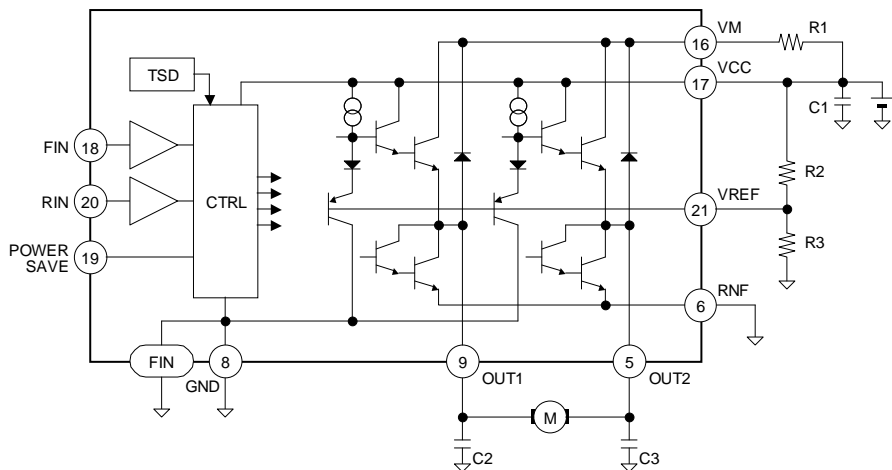 VM
R1
16
VCC
17
TSD
C1
FIN
18
R2
RIN
20
CTRL
VREF
21
POWER
SAVE
19
R3
RNF
6
FIN
8
GND
9
OUT1
5
OUT2
M
C2
C3